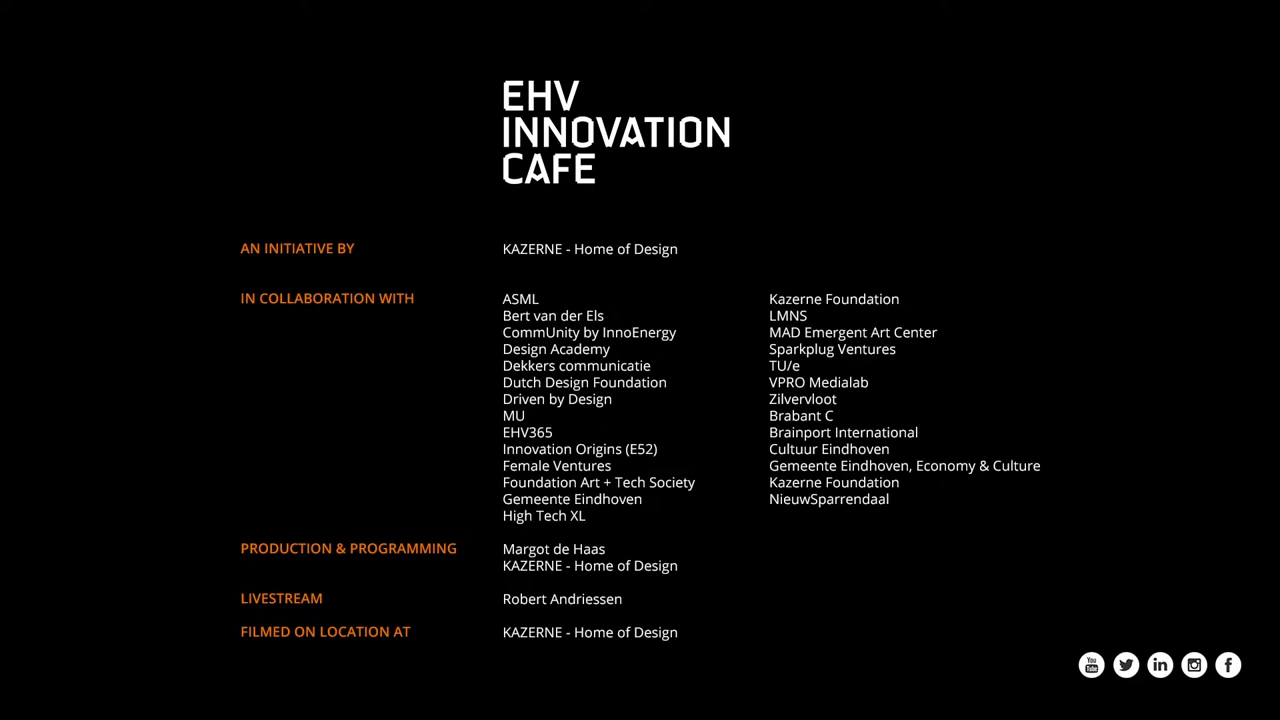 EHV
INNOVATION
CAFE
AN INITIATIVE BY
KAZERNE - Home of Design
IN COLLABORATION WITH
ASML
Bert van der Els
CommUnity by InnoEnergy
Design Academy
Dekkers communicatie
Dutch Design Foundation
Driven by Design
MU
EHV365
Innovation Origins (E52)
Female Ventures
Foundation Art + Tech Society
Gemeente Eindhoven
High Tech XL
Kazerne Foundation
LMNS
MAD Emergent Art Center
Sparkplug Ventures
TU/e
VPRO Medialab
Zilvervloot
Brabant C
Brainport International
Cultuur Eindhoven
Gemeente Eindhoven, Economy & Culture
Kazerne Foundation
NieuwSparrendaal
PRODUCTION & PROGRAMMING
Margot de Haas
KAZERNE - Home of Design
LIVESTREAM
Robert Andriessen
FILMED ON LOCATION AT
KAZERNE - Home of Design
You
Tube
in
f